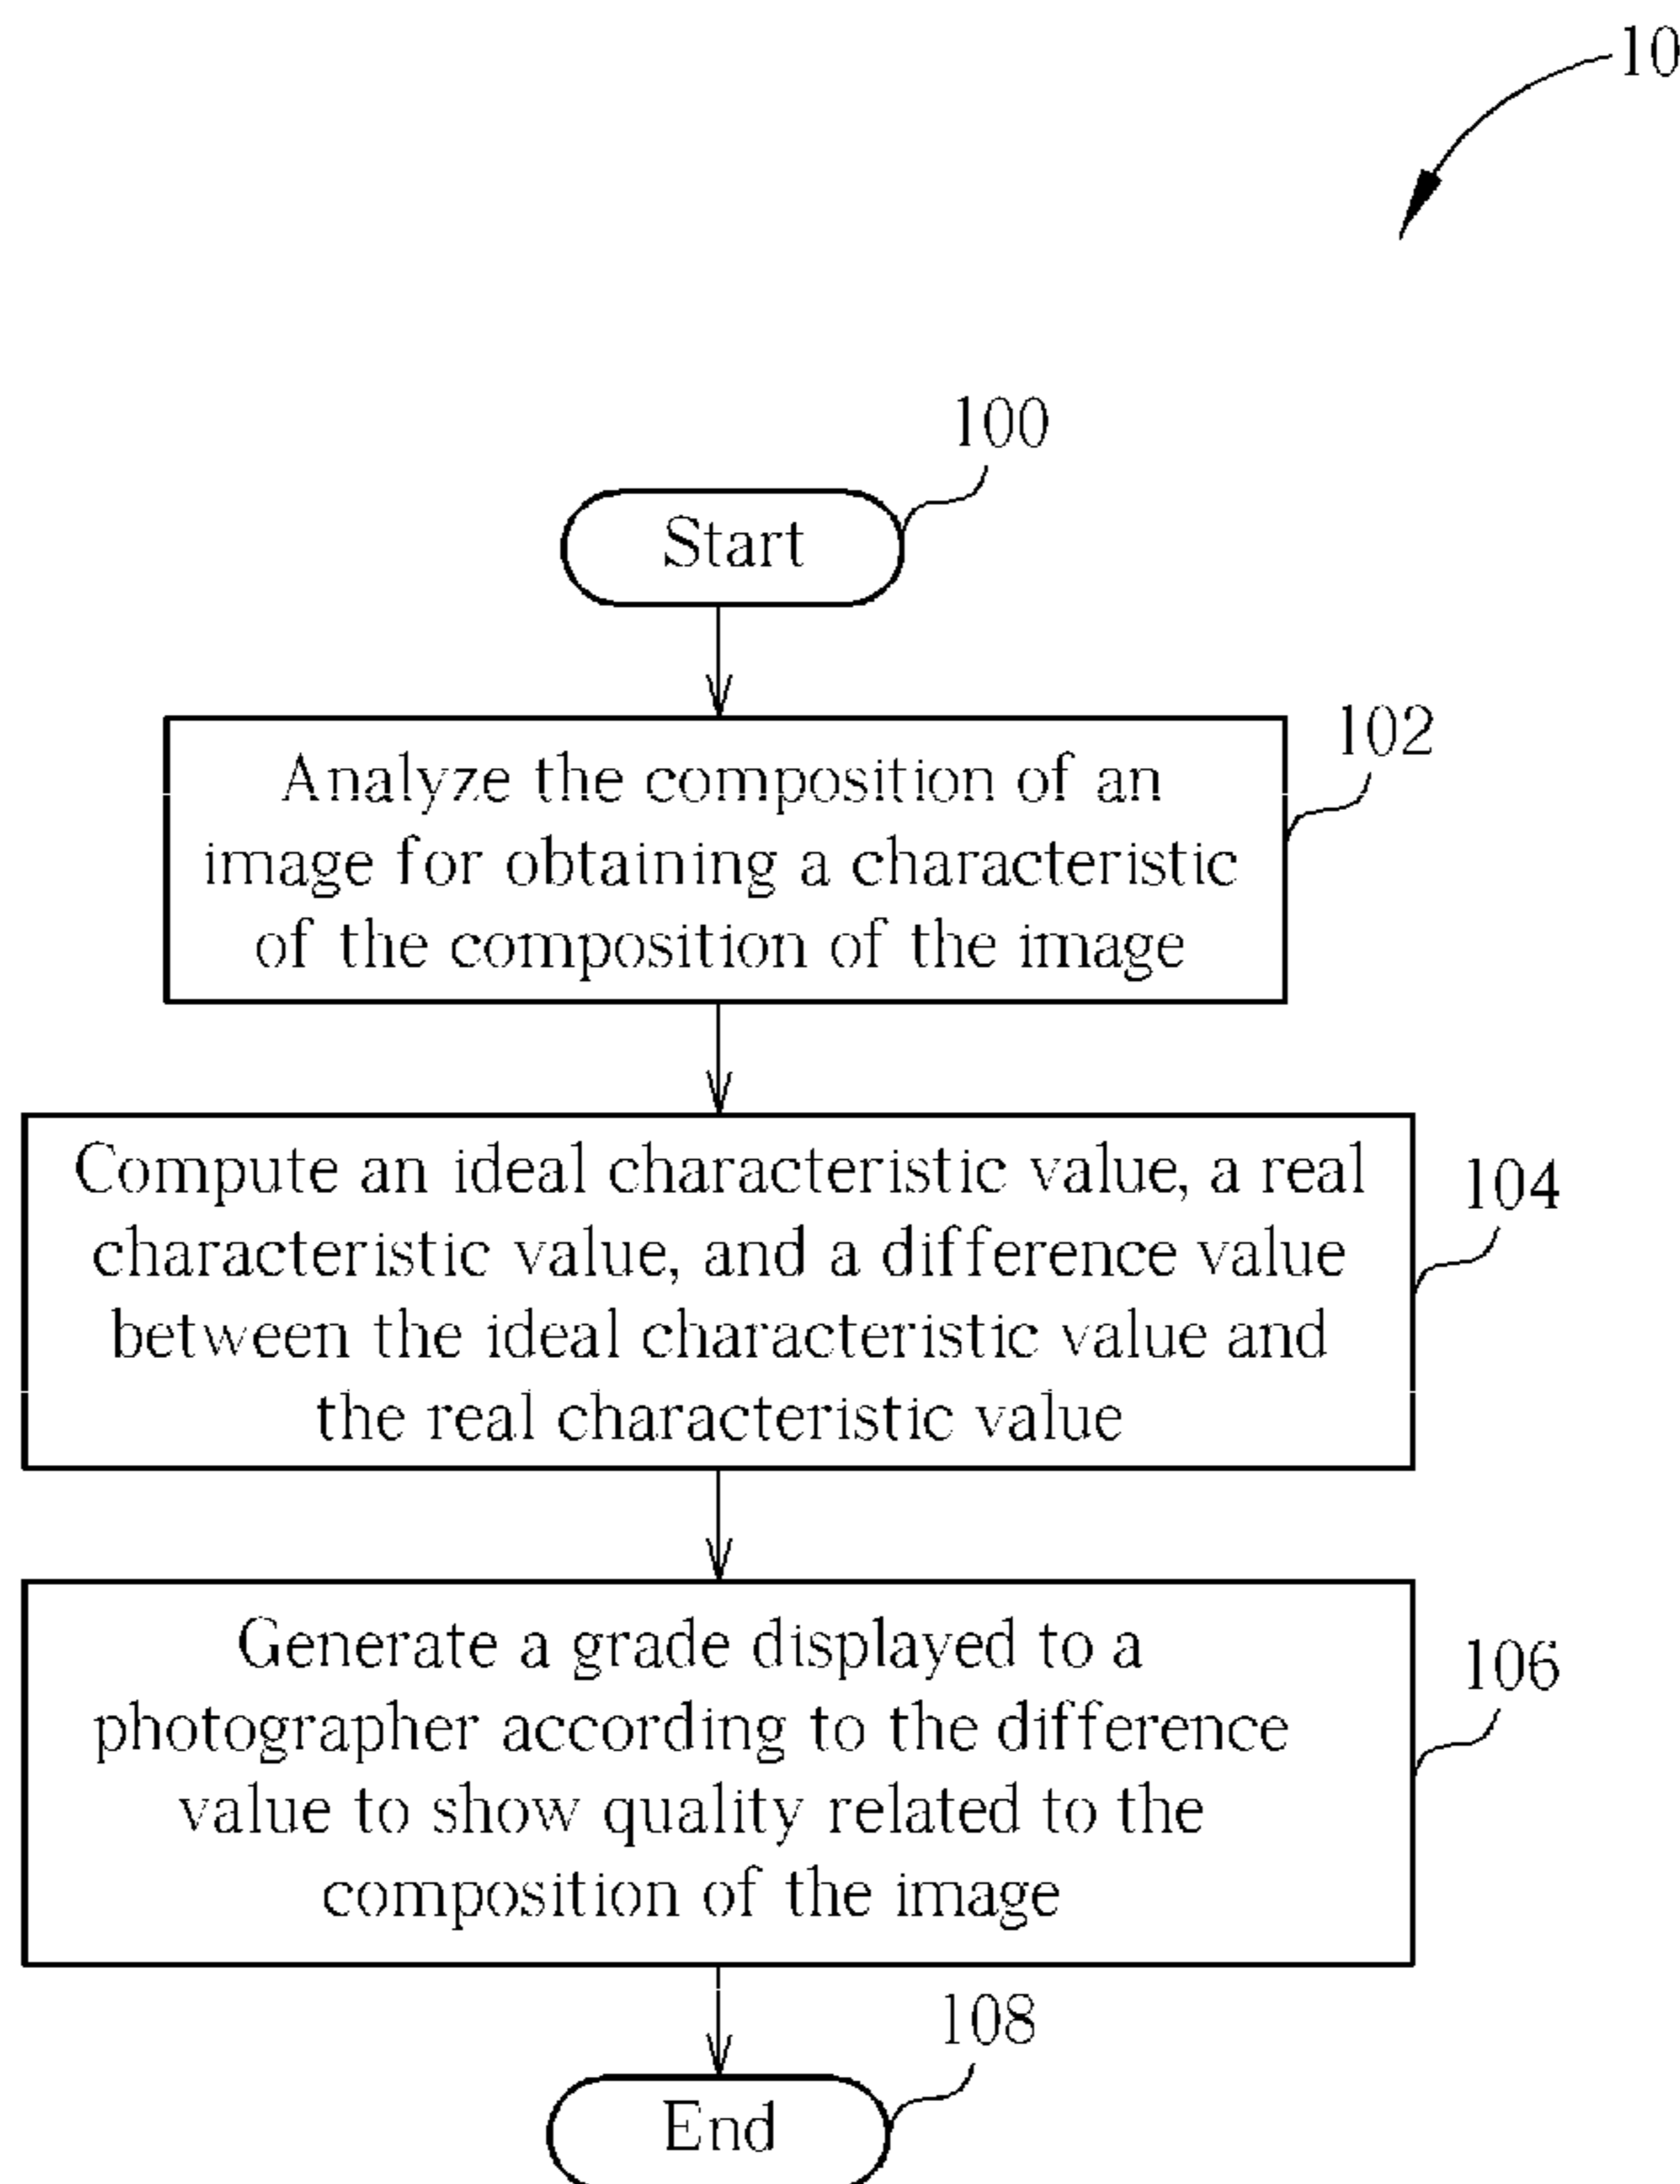 10
100
Start
102
Analyze the composition of an
image for obtaining a characteristic
of the composition of the image
104
Compute an ideal characteristic value, a real
characteristic value, and a difference value
between the ideal characteristic value and
the real characteristic value
106
Generate a grade displayed to a
photographer according to the difference
value to show quality related to the
composition of the image
108
End